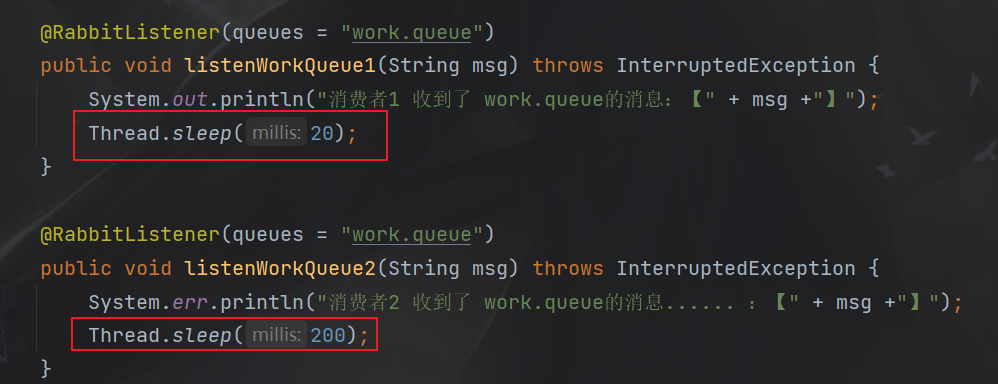 @RabbitListener(queues = "work.queue")
public void listenWorkQueue1(String msg) throws InterruptedException {
    System.out.println("消费者1 收到了 work.queue的消息:【" + msg +"】");
    Thread.sleep( millis: 20);
}
@RabbitListener(queues = "work.queue")
public void listenWorkQueue2(String msg) throws InterruptedException {
    System.err.println("消费者2 收到了 work.queue的消息...... :【" + msg +"】");
    Thread.sleep( millis: 200);
}